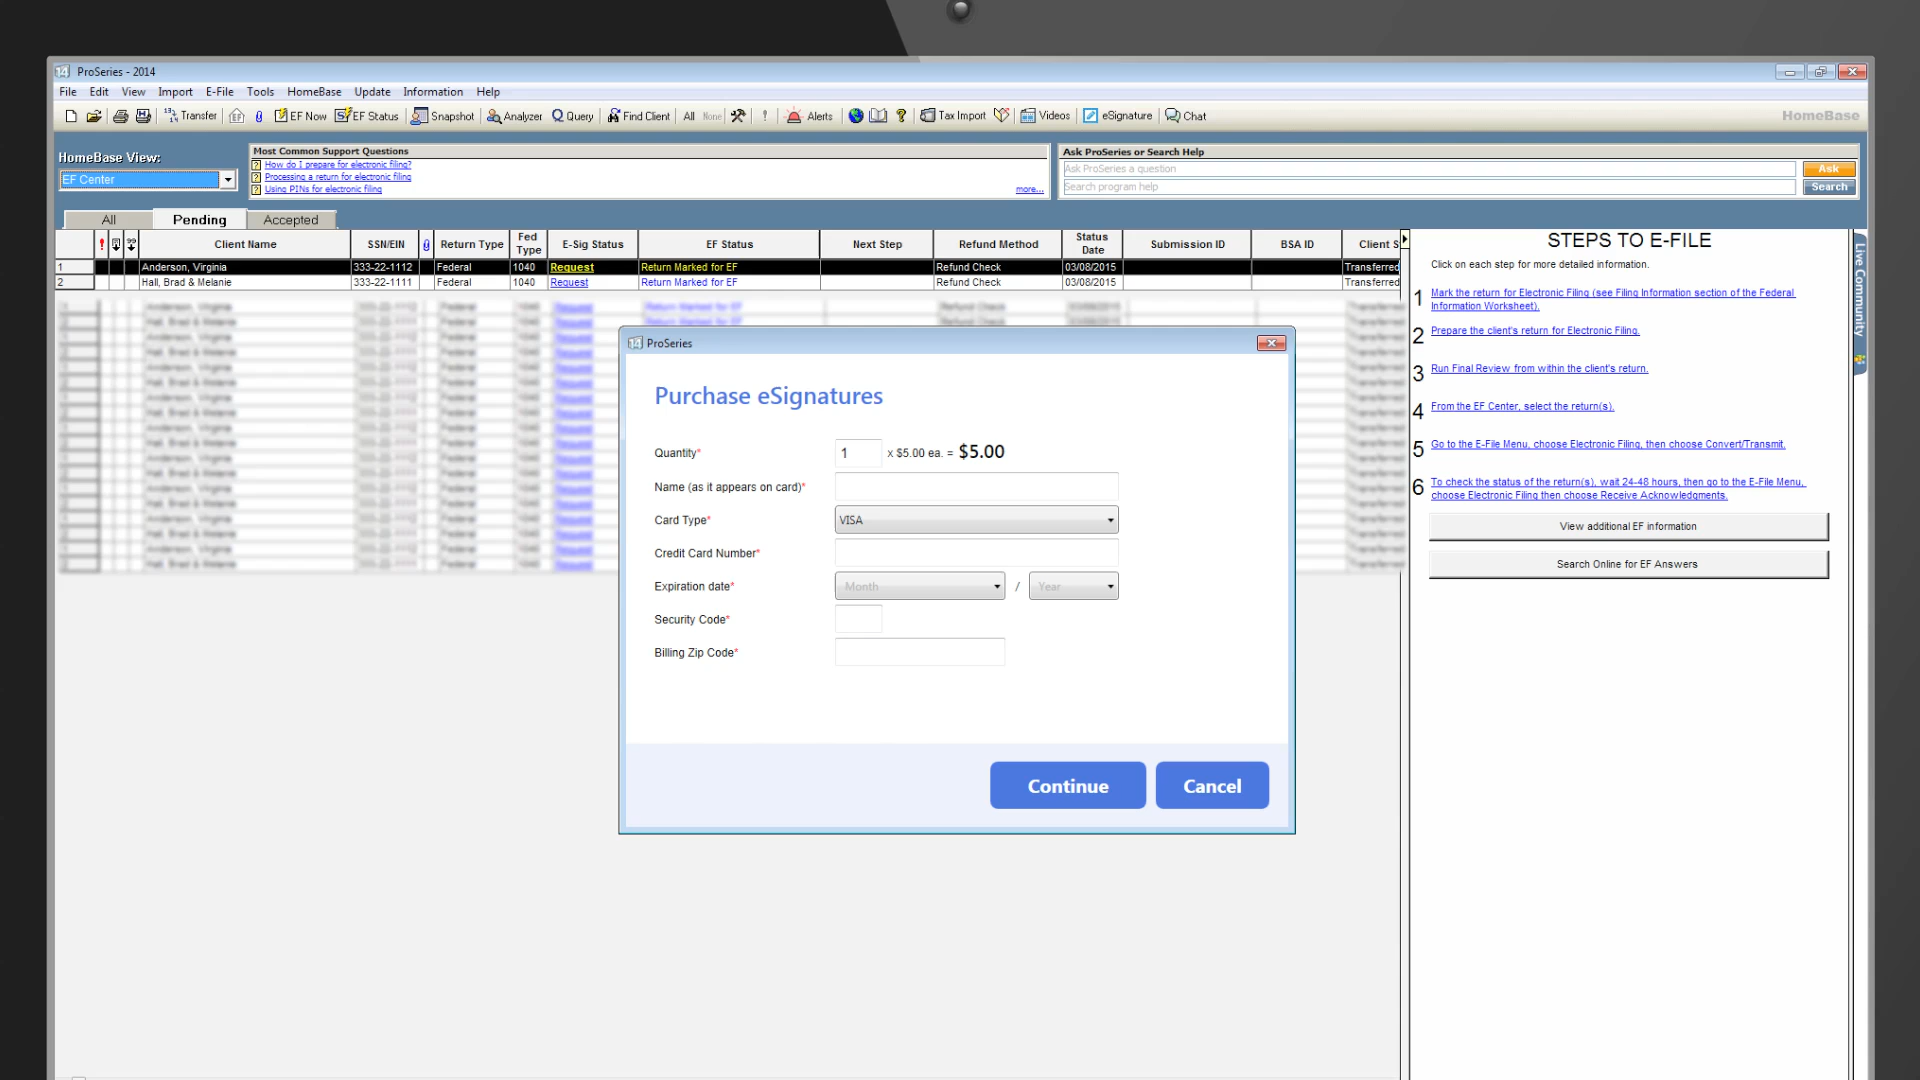 ProSeries - 2014
File Edit View Import E-File Tools HomeBase Update Information Help
Transfer EF Now EF Status Snapshot Analyzer Query Find Client All None Alerts Tax Import Videos eSignature Chat HomeBase
HomeBase View:
EF Center
Most Common Support Questions
How do I prepare for electronic filing?
Processing a return for electronic filing
Using PINs for electronic filing
more...
Ask ProSeries or Search Help
Ask ProSeries a question
Ask
Search program help
Search
All Pending Accepted
Client Name SSN/EIN Return Type Fed Type E-Sig Status EF Status Next Step Refund Method Status Date Submission ID BSA ID Client S
1 Anderson, Virginia 333-22-1112 Federal 1040 Request Return Marked for EF Refund Check 03/08/2015 Transferred
2 Hall, Brad & Melanie 333-22-1111 Federal 1040 Request Return Marked for EF Refund Check 03/08/2015 Transferred
ProSeries
Purchase eSignatures
Quantity* 1 x $5.00 ea. = $5.00
Name (as it appears on card)*
Card Type* VISA
Credit Card Number*
Expiration date* Month / Year
Security Code*
Billing Zip Code*
Continue Cancel
STEPS TO E-FILE
Click on each step for more detailed information.
1 Mark the return for Electronic Filing (see Filing Information section of the Federal
Information Worksheet).
2 Prepare the client's return for Electronic Filing.
3 Run Final Review from within the client's return.
4 From the EF Center, select the return(s).
5 Go to the E-File Menu, choose Electronic Filing, then choose Convert/Transmit.
6 To check the status of the return(s), wait 24-48 hours, then go to the E-File Menu,
choose Electronic Filing then choose Receive Acknowledgments.
View additional EF information
Search Online for EF Answers
Live Community